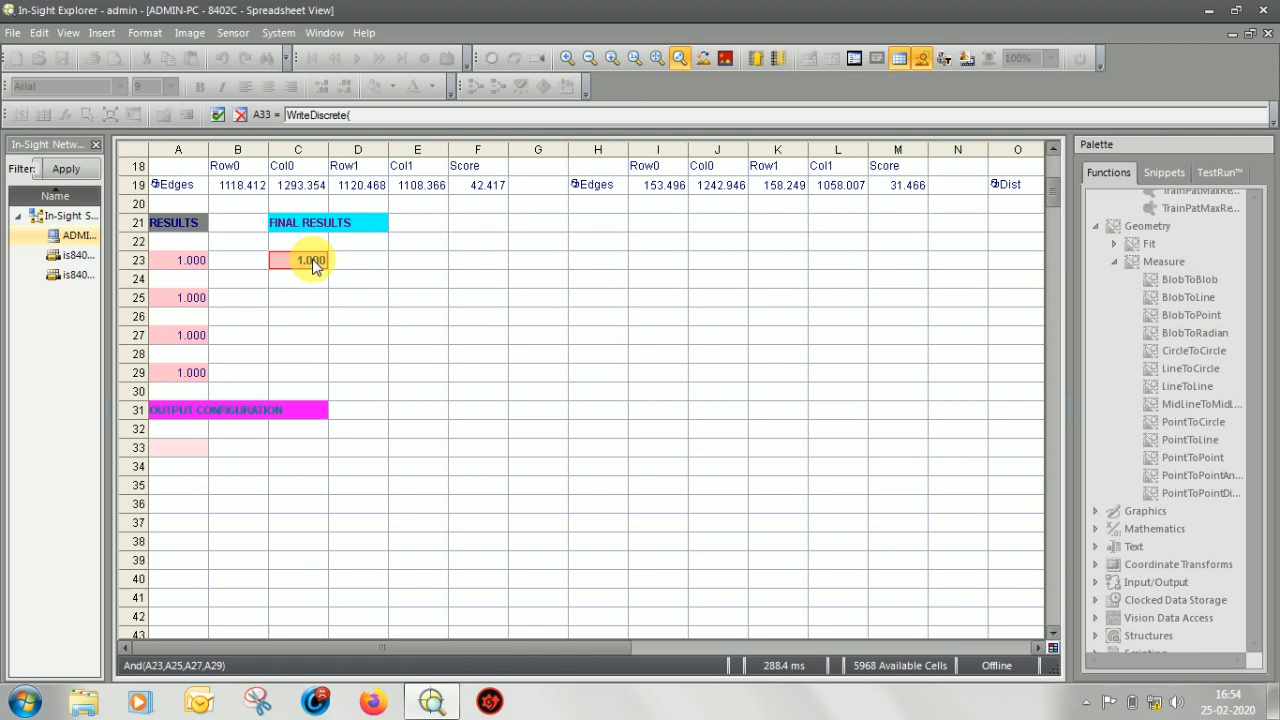 In-Sight Explorer - admin - [ADMIN-PC - 8402C - Spreadsheet View]
File Edit View Insert Format Image Sensor System Window Help
100%
Arial 9
A33 = WriteDiscrete(
In-Sight Netw...
Filter: Apply
Name
In-Sight S...
ADMI...
is840...
is840...
A B C D E F G H I J K L M N O
18 Row0 Col0 Row1 Col1 Score Row0 Col0 Row1 Col1 Score
19 Edges 1118.412 1293.354 1120.468 1108.366 42.417 Edges 153.496 1242.946 158.249 1058.007 31.466 Dist
20
21 RESULTS FINAL RESULTS
22
23 1.000 1.000
24
25 1.000
26
27 1.000
28
29 1.000
30
31 OUTPUT CONFIGURATION
32
33
34
35
36
37
38
39
40
41
42
43
Palette
Functions Snippets TestRun™
TrainPatMaxRe...
TrainPatMaxRe...
Geometry
Fit
Measure
BlobToBlob
BlobToLine
BlobToPoint
BlobToRadian
CircleToCircle
LineToCircle
LineToLine
MidLineToMidL...
PointToCircle
PointToLine
PointToPoint
PointToPointAn...
PointToPointDi...
Graphics
Mathematics
Text
Coordinate Transforms
Input/Output
Clocked Data Storage
Vision Data Access
Structures
And(A23,A25,A27,A29) 288.4 ms 5968 Available Cells Offline
16:54
25-02-2020